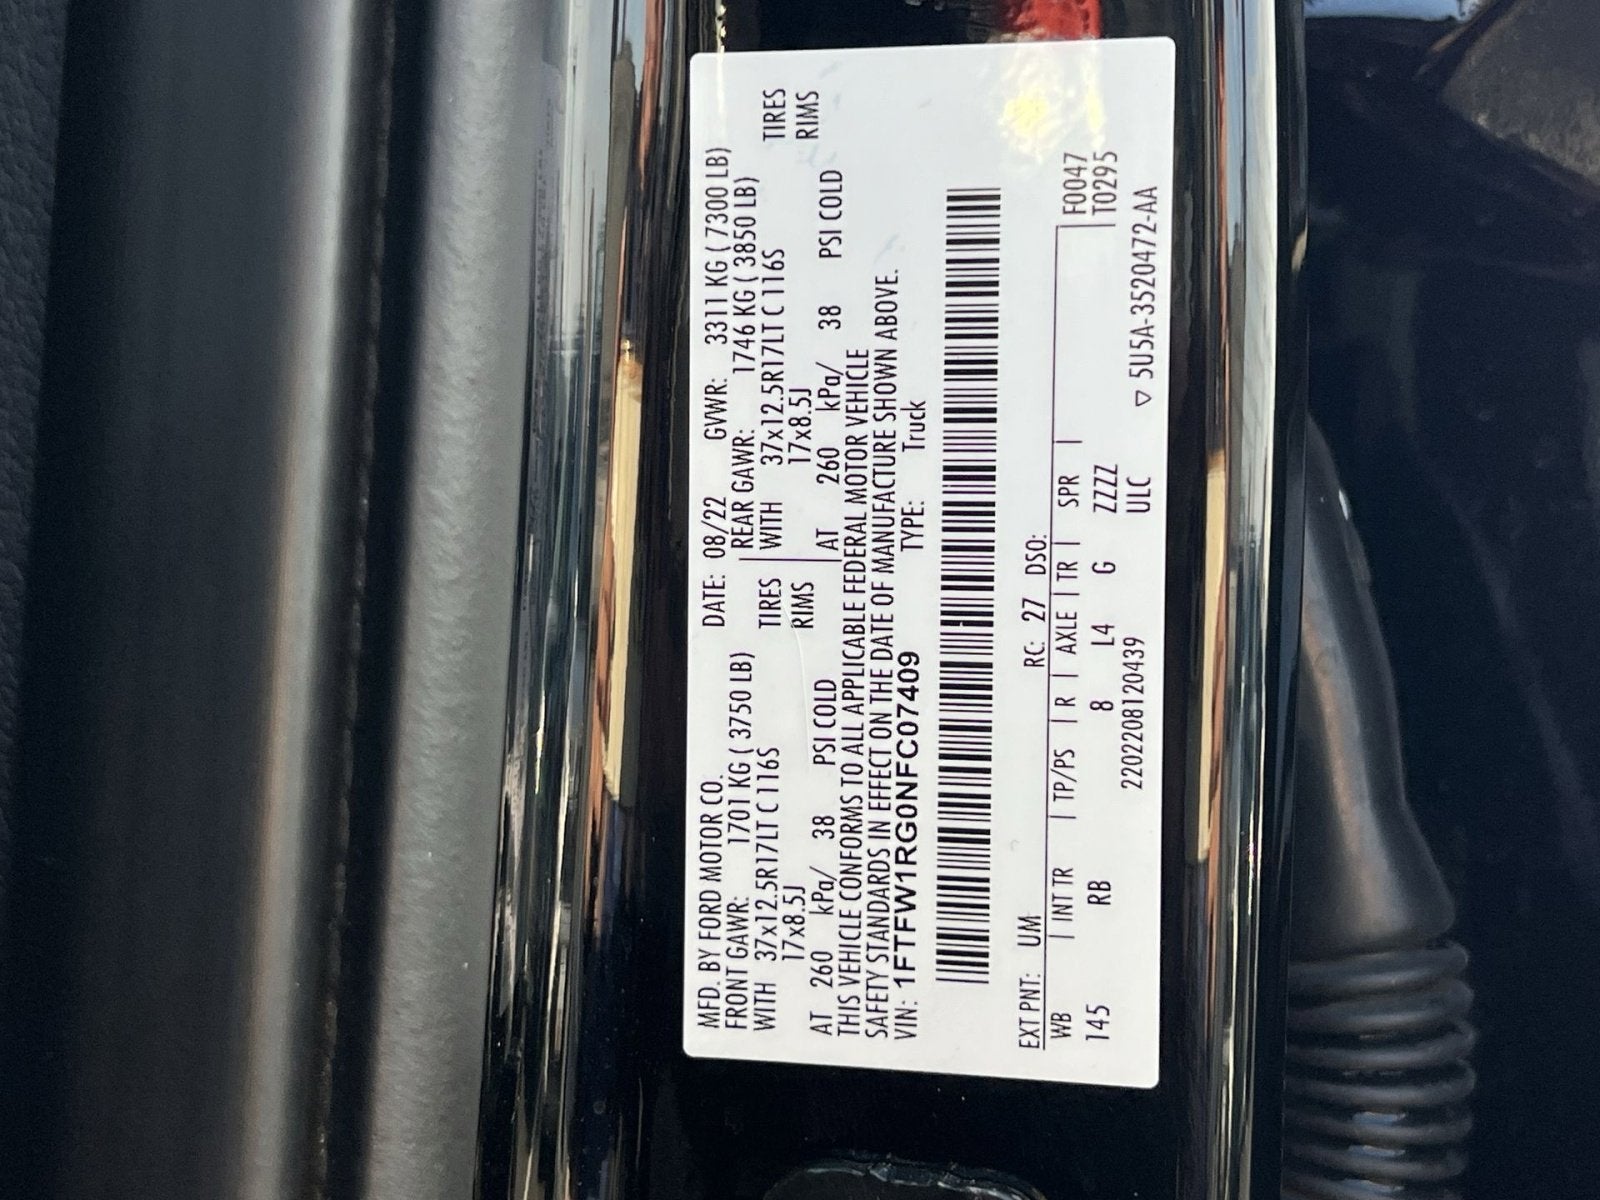 MFD. BY FORD MOTOR CO. DATE: 08/22 GVWR: 3311 KG ( 7300 LB)
FRONT GAWR: 1701 KG ( 3750 LB) REAR GAWR: 1746 KG ( 3850 LB)
WITH 37x12.5R17LT C 116S TIRES WITH 37x12.5R17LT C 116S TIRES
17x8.5J RIMS 17x8.5J RIMS
AT 260 kPa/ 38 PSI COLD AT 260 kPa/ 38 PSI COLD
THIS VEHICLE CONFORMS TO ALL APPLICABLE FEDERAL MOTOR VEHICLE
SAFETY STANDARDS IN EFFECT ON THE DATE OF MANUFACTURE SHOWN ABOVE.
VIN: 1FTFW1RG0NFC07409 TYPE: Truck
EXT PNT: UM RC: 27 DSO:
WB | INT TR | TP/PS | R | AXLE | TR | SPR | F0047
145 RB 8 L4 G ZZZZ T0295
220220812043​9 ULC
▽ 5U5A-3520472-AA